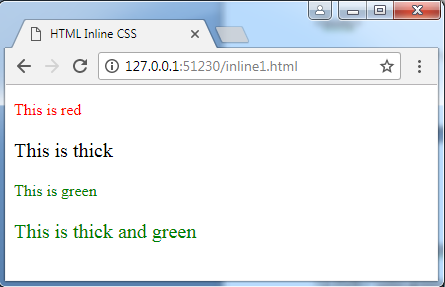 HTML Inline CSS
127.0.0.1:51230/inline1.html
This is red
This is thick
This is green
This is thick and green